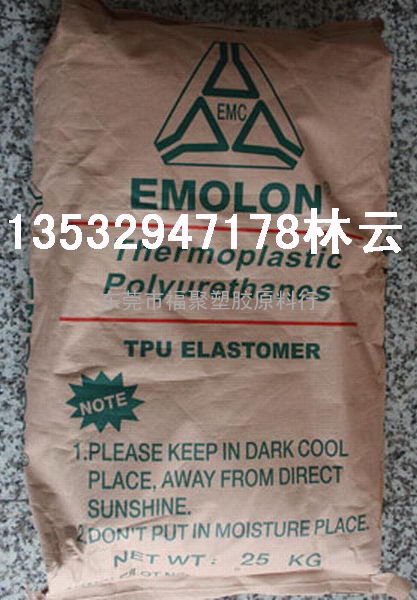 EMC
EMOLON®
13532947178林云
Thermoplastic
Polyurethanes
东莞市福聚塑胶原料行
TPU ELASTOMER
NOTE
1.PLEASE KEEP IN DARK COOL
PLACE, AWAY FROM DIRECT
SUNSHINE.
2.DON'T PUT IN MOISTURE PLACE.
NET WT: 25 KG
LOT NO